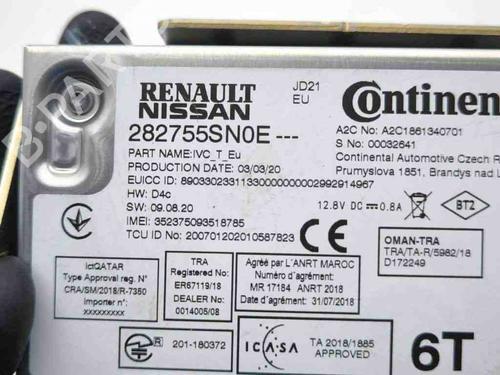 RENAULT
NISSAN
JD21
EU
282755SN0E ---
PART NAME:IVC_T_Eu
PRODUCTION DATE: 03/03/20
EUICC ID: 89033023311330000000002992914967
HW: D4c
SW: 09.08.20
IMEI: 352375093518785
TCU ID NO: 200701202010587823
A2C No: A2C1861340701
S No: 00032641
Continental Automotive Czech R
Prumyslova 1851, Brandys nad L
12.8V DC 0.8A
BT2
OMAN-TRA
TRA/TA-R/5982/18
D172249
ictQATAR
Type Approval reg. N°
CRA/SM/2018/R-7350
Importer n°:
xxxxxxxxx
TRA
Registered No:
ER67119/18
DEALER No:
0014005/08
Agréé par L'ANRT MAROC
Numéro d'agrément:
MR 17184 ANRT 2018
Date d'agrément: 31/07/2018
R 201-180372
ICASA
TA 2018/1885
APPROVED
6T